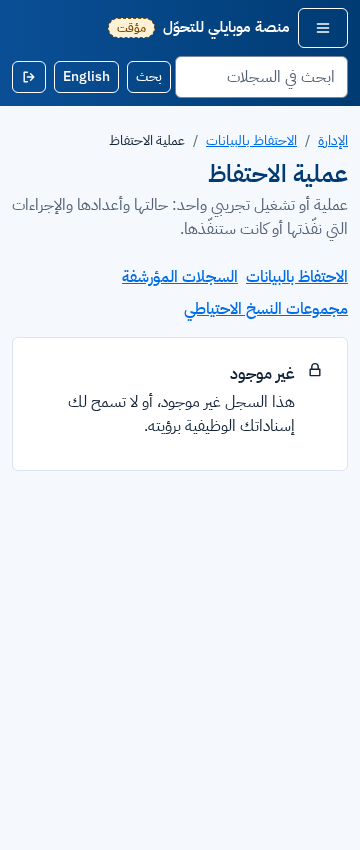 منصة موبايلي للتحوّل مؤقت
ابحث في السجلات بحث English
الإدارة / الاحتفاظ بالبيانات / عملية الاحتفاظ
عملية الاحتفاظ
عملية أو تشغيل تجريبي واحد: حالتها وأعدادها والإجراءات
التي نفّذتها أو كانت ستنفّذها.
الاحتفاظ بالبيانات السجلات المؤرشفة
مجموعات النسخ الاحتياطي
غير موجود
هذا السجل غير موجود، أو لا تسمح لك
إسناداتك الوظيفية برؤيته.